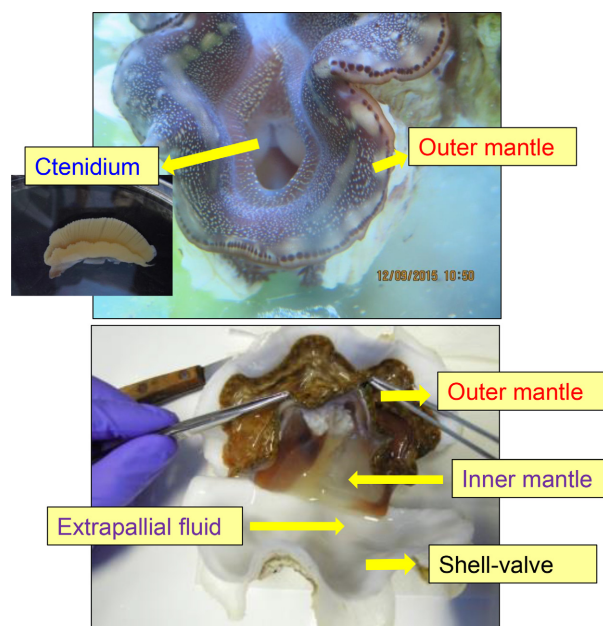 Ctenidium
Outer mantle
12/09/2015 10:50
Outer mantle
Inner mantle
Extrapallial fluid
Shell-valve